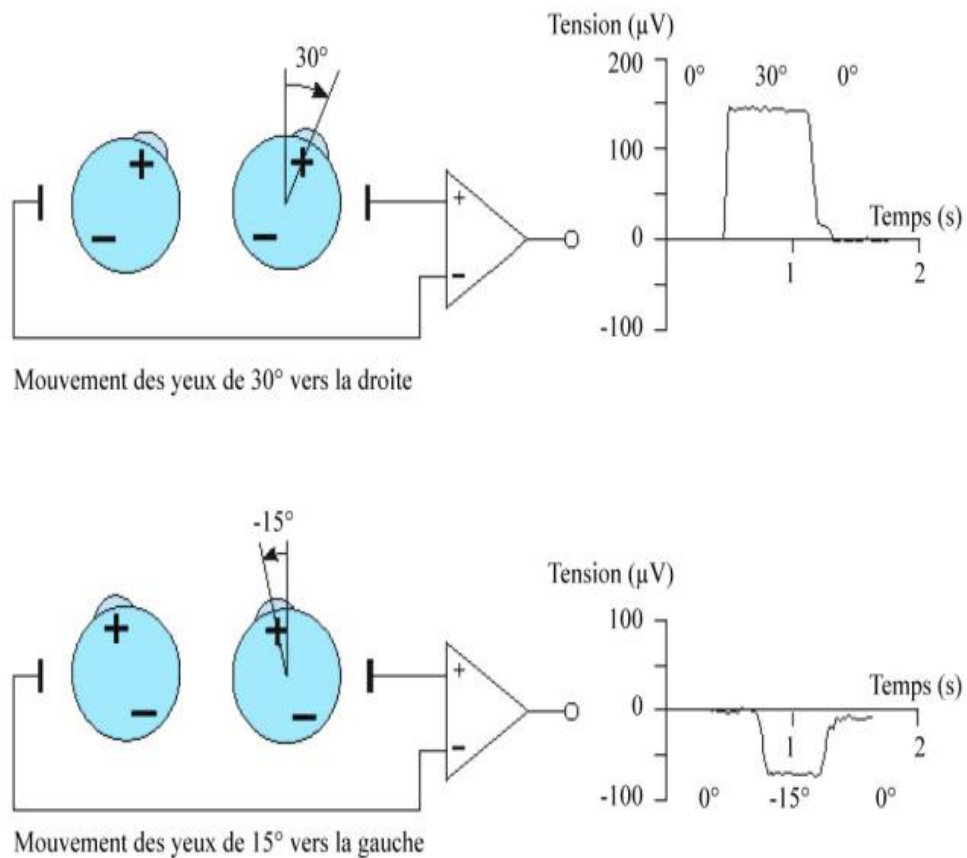 Tension (µV)
30°
200
0° 30° 0°
+ +
100
+
Temps (s)
− −
0
−
1 2
-100
Mouvement des yeux de 30° vers la droite
-15°
Tension (µV)
100
+ +
+
Temps (s)
0
− −
1 2
−
-100
0° -15° 0°
Mouvement des yeux de 15° vers la gauche